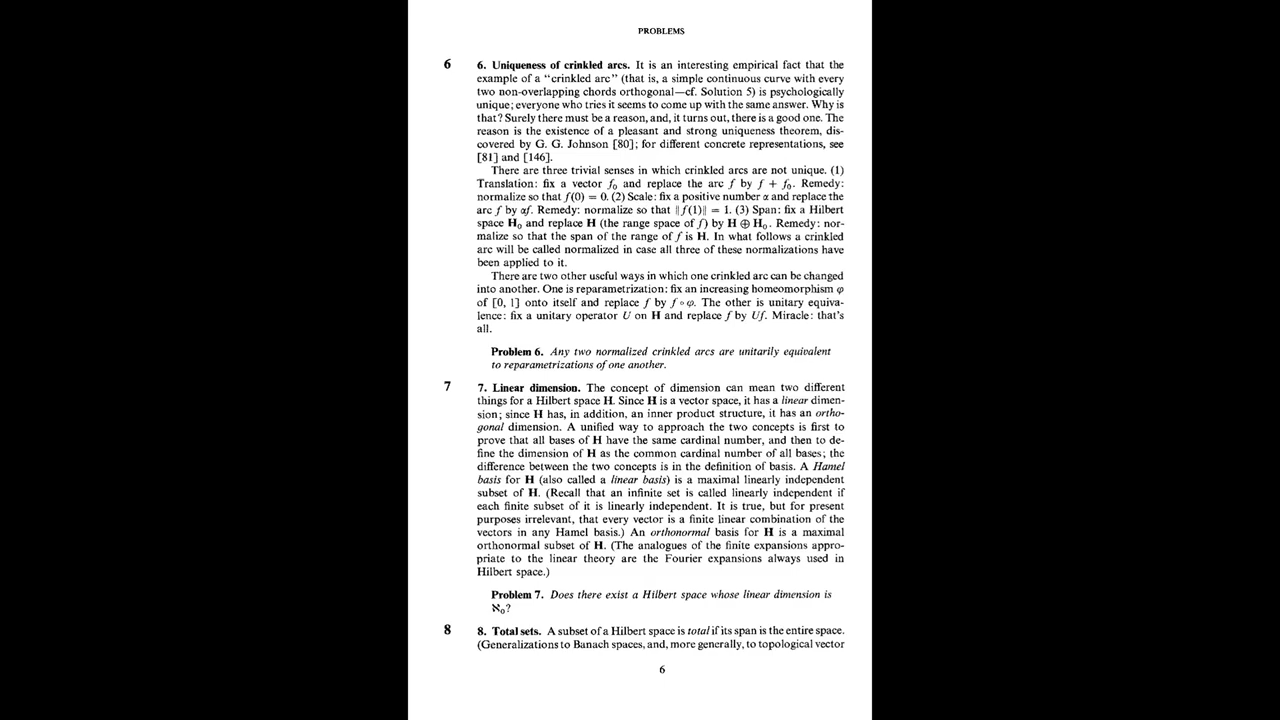 PROBLEMS
6 6. Uniqueness of crinkled arcs. It is an interesting empirical fact that the
example of a “crinkled arc” (that is, a simple continuous curve with every
two non-overlapping chords orthogonal—cf. Solution 5) is psychologically
unique; everyone who tries it seems to come up with the same answer. Why is
that? Surely there must be a reason, and, it turns out, there is a good one. The
reason is the existence of a pleasant and strong uniqueness theorem, dis-
covered by G. G. Johnson [80]; for different concrete representations, see
[81] and [146].
There are three trivial senses in which crinkled arcs are not unique. (1)
Translation: fix a vector f₀ and replace the arc f by f + f₀. Remedy:
normalize so that f(0) = 0. (2) Scale: fix a positive number α and replace the
arc f by αf. Remedy: normalize so that ‖f(1)‖ = 1. (3) Span: fix a Hilbert
space H₀ and replace H (the range space of f) by H ⊕ H₀. Remedy: nor-
malize so that the span of the range of f is H. In what follows a crinkled
arc will be called normalized in case all three of these normalizations have
been applied to it.
There are two other useful ways in which one crinkled arc can be changed
into another. One is reparametrization: fix an increasing homeomorphism φ
of [0, 1] onto itself and replace f by f ∘ φ. The other is unitary equiva-
lence: fix a unitary operator U on H and replace f by Uf. Miracle: that’s
all.
Problem 6. Any two normalized crinkled arcs are unitarily equivalent
to reparametrizations of one another.
7 7. Linear dimension. The concept of dimension can mean two different
things for a Hilbert space H. Since H is a vector space, it has a linear dimen-
sion; since H has, in addition, an inner product structure, it has an ortho-
gonal dimension. A unified way to approach the two concepts is first to
prove that all bases of H have the same cardinal number, and then to de-
fine the dimension of H as the common cardinal number of all bases; the
difference between the two concepts is in the definition of basis. A Hamel
basis for H (also called a linear basis) is a maximal linearly independent
subset of H. (Recall that an infinite set is called linearly independent if
each finite subset of it is linearly independent. It is true, but for present
purposes irrelevant, that every vector is a finite linear combination of the
vectors in any Hamel basis.) An orthonormal basis for H is a maximal
orthonormal subset of H. (The analogues of the finite expansions appro-
priate to the linear theory are the Fourier expansions always used in
Hilbert space.)
Problem 7. Does there exist a Hilbert space whose linear dimension is
ℵ₀?
8 8. Total sets. A subset of a Hilbert space is total if its span is the entire space.
(Generalizations to Banach spaces, and, more generally, to topological vector
6